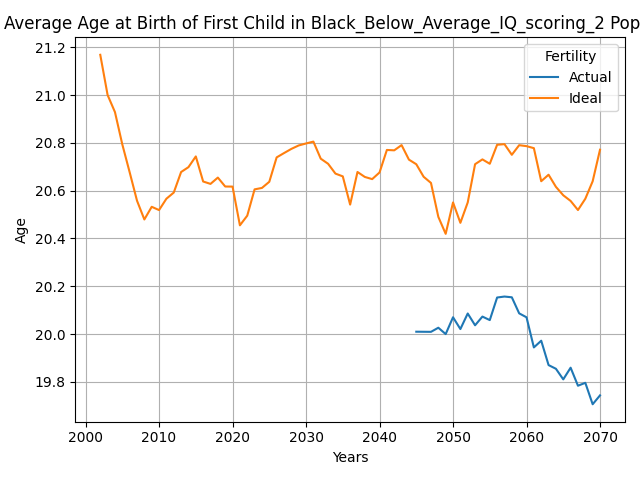 Average Age at Birth of First Child in Black_Below_Average_IQ_scoring_2 Pop
Fertility
Actual
Ideal
21.2
21.0
20.8
20.6
20.4
20.2
20.0
19.8
Age
2000 2010 2020 2030 2040 2050 2060 2070
Years